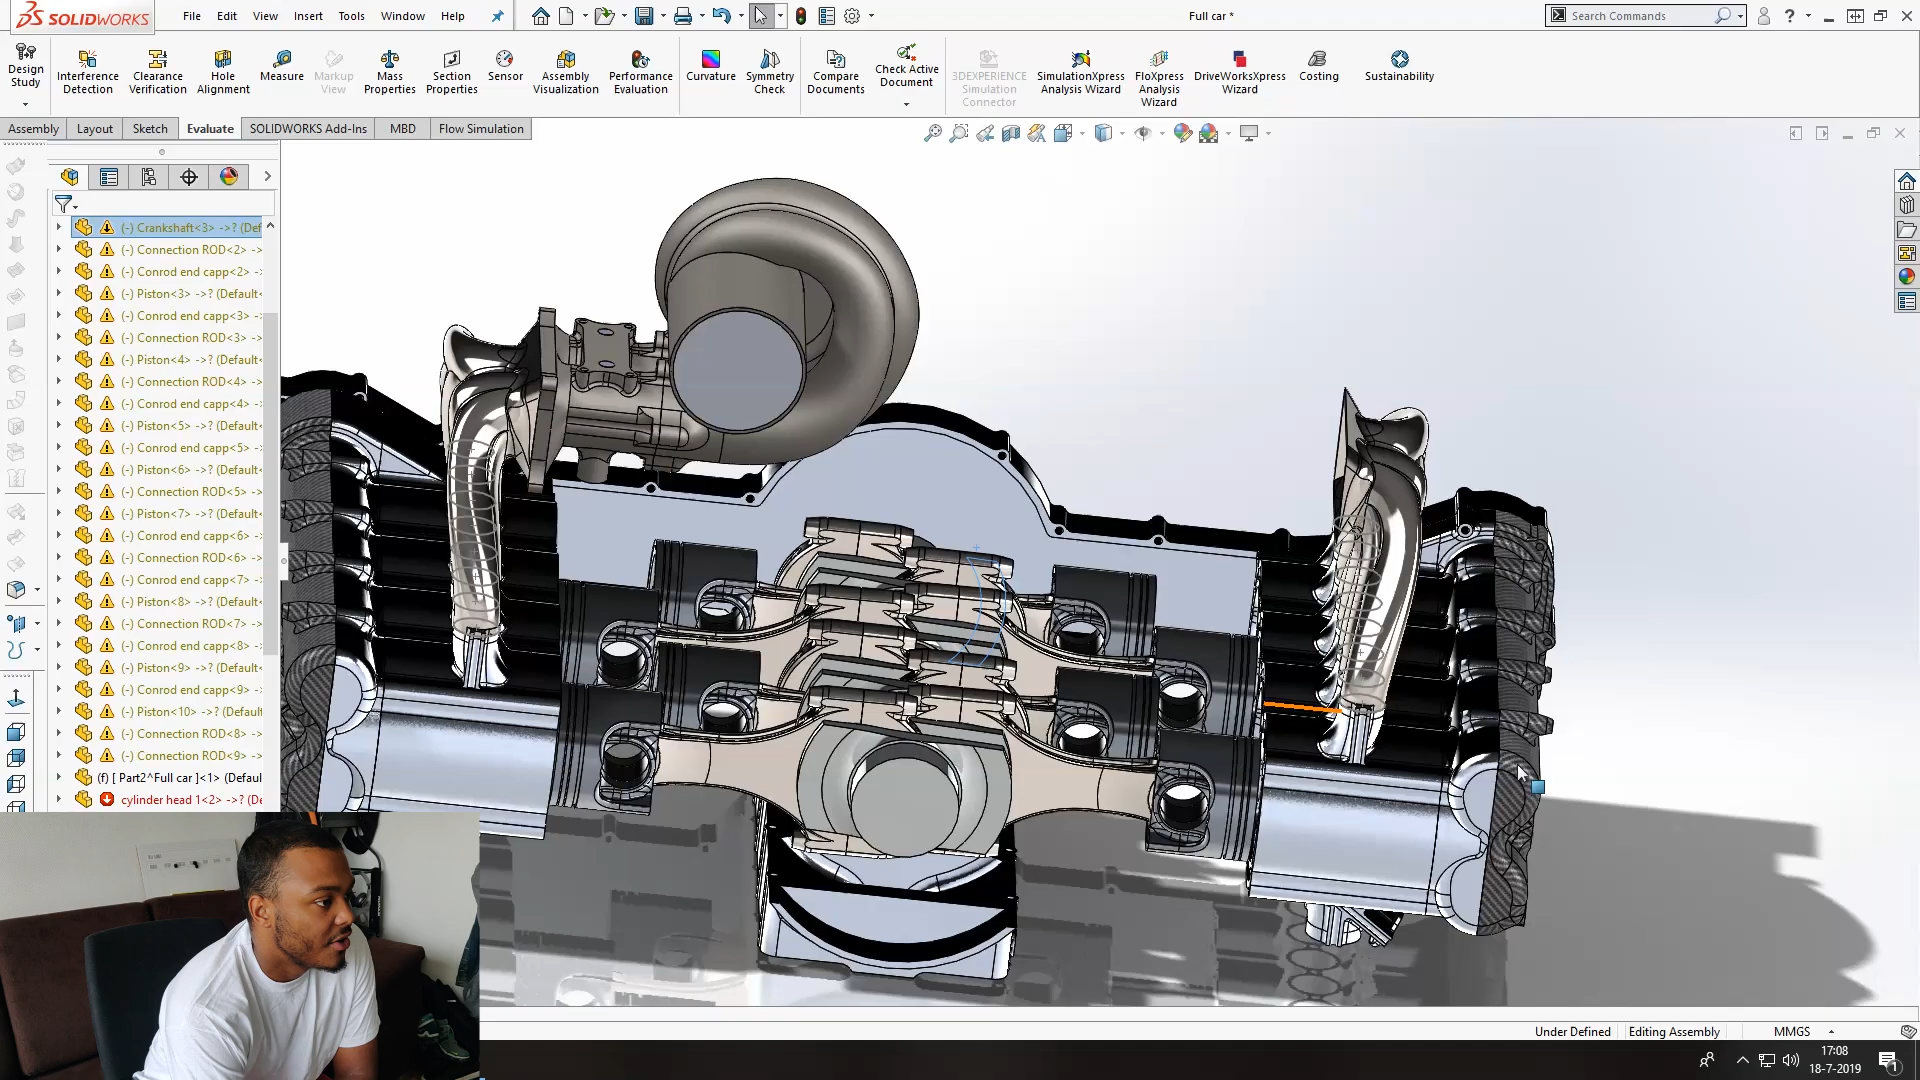 SOLIDWORKS
File Edit View Insert Tools Window Help
Full car *
Search Commands
Design Study
Interference Detection
Clearance Verification
Hole Alignment
Measure
Markup View
Mass Properties
Section Properties
Sensor
Assembly Visualization
Performance Evaluation
Curvature
Symmetry Check
Compare Documents
Check Active Document
3DEXPERIENCE Simulation Connector
SimulationXpress Analysis Wizard
FloXpress Analysis Wizard
DriveWorksXpress Wizard
Costing
Sustainability
Assembly Layout Sketch Evaluate SOLIDWORKS Add-Ins MBD Flow Simulation
(-) Crankshaft<3> ->? (Def
(-) Connection ROD<2> ->
(-) Conrod end capp<2> ->
(-) Piston<3> ->? (Default<
(-) Conrod end capp<3> ->
(-) Connection ROD<3> ->
(-) Piston<4> ->? (Default<
(-) Connection ROD<4> ->
(-) Conrod end capp<4> ->
(-) Piston<5> ->? (Default<
(-) Conrod end capp<5> ->
(-) Piston<6> ->? (Default<
(-) Connection ROD<5> ->
(-) Piston<7> ->? (Default<
(-) Conrod end capp<6> ->
(-) Connection ROD<6> ->
(-) Conrod end capp<7> ->
(-) Piston<8> ->? (Default<
(-) Connection ROD<7> ->
(-) Conrod end capp<8> ->
(-) Piston<9> ->? (Default<
(-) Conrod end capp<9> ->
(-) Piston<10> ->? (Default
(-) Connection ROD<8> ->
(-) Connection ROD<9> ->
(f) [ Part2^Full car ]<1> (Defaul
cylinder head 1<2> ->? (De
Under Defined Editing Assembly MMGS
17:08
18-7-2019
1